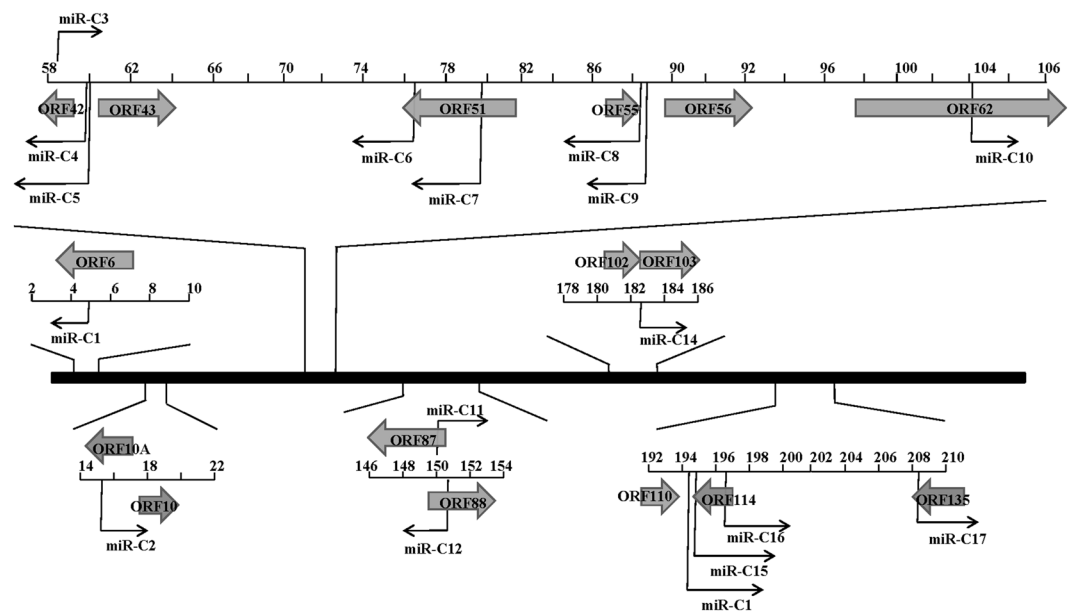 miR-C3
58 62 66 70 74 78 82 86 90 92 96 100 104 106
ORF42 ORF43 ORF51 ORF55 ORF56 ORF62
miR-C4 miR-C6 miR-C8 miR-C10
miR-C5 miR-C7 miR-C9
ORF6 ORF102 ORF103
2 4 6 8 10 178 180 182 184 186
miR-C1 miR-C14
miR-C11
ORF10A ORF87
14 18 22 146 148 150 152 154 192 194 196 198 200 202 204 206 208 210
ORF10 ORF88 ORF110 ORF114 ORF135
miR-C2 miR-C12 miR-C16 miR-C17
miR-C15
miR-C1